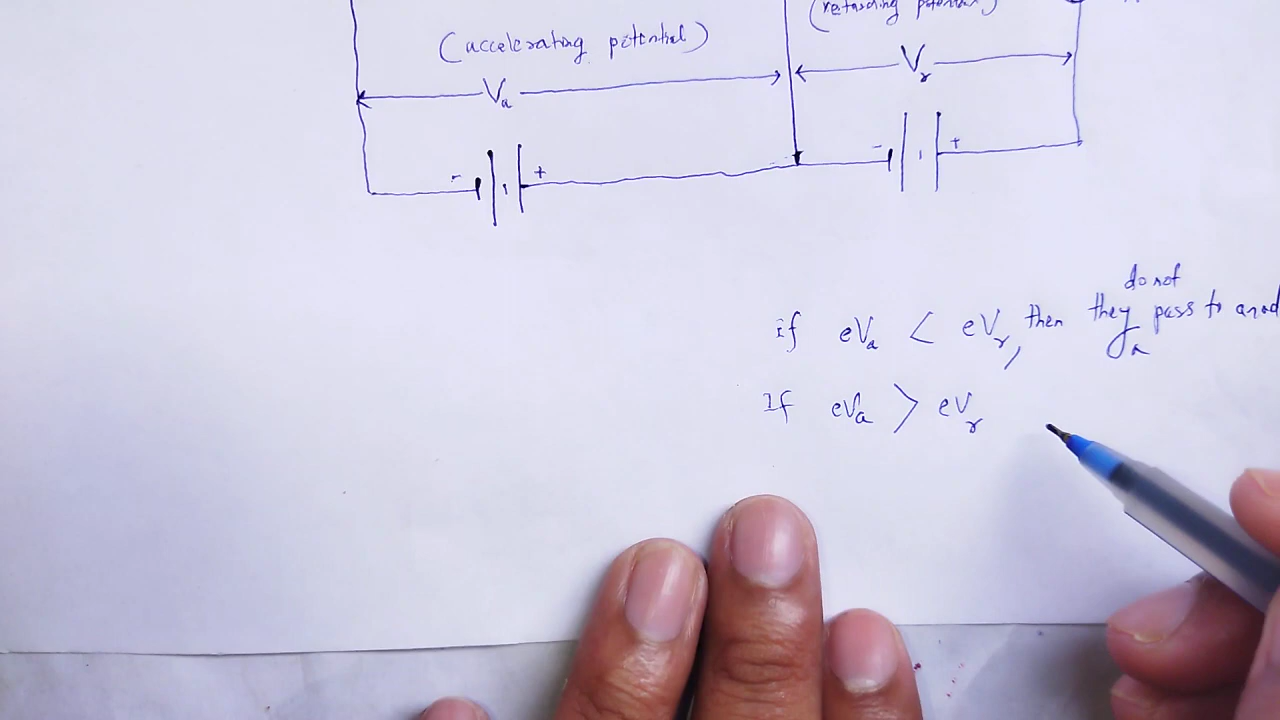 (retarding potential)
(accelerating potential)
Vr
Va
- +
- +
do not
if eVa < eVr, then they pass to anod
If eVa > eVr